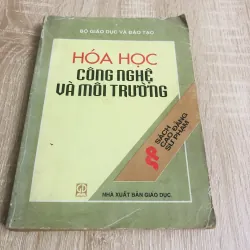 BỘ GIÁO DỤC VÀ ĐÀO TẠO
HÓA HỌC
CÔNG NGHỆ
VÀ MÔI TRƯỜNG
SÁCH
CAO ĐẲNG
SƯ PHẠM
NHÀ XUẤT BẢN GIÁO DỤC